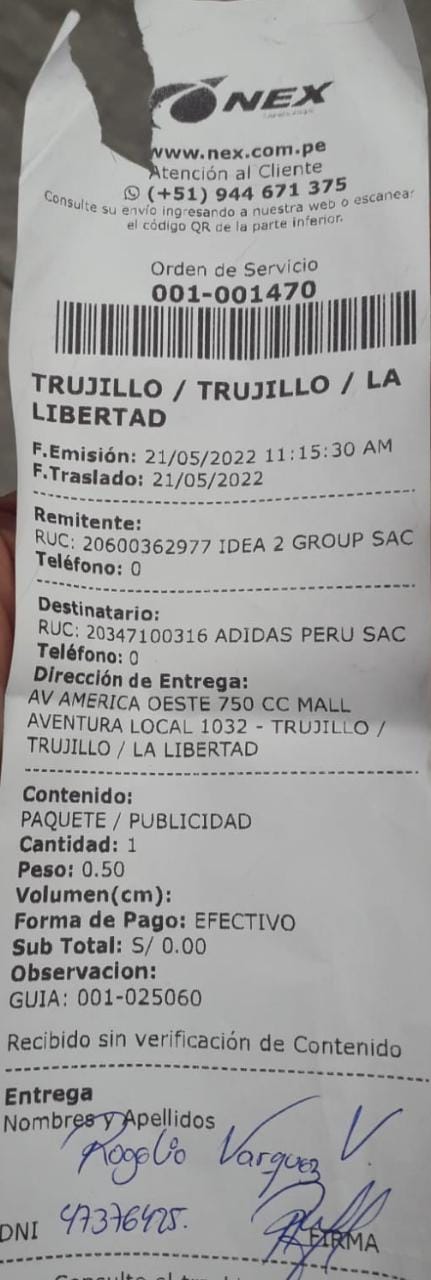 NEX
www.nex.com.pe
Atención al Cliente
(+51) 944 671 375
Consulte su envío ingresando a nuestra web o escanear
el código QR de la parte inferior.
Orden de Servicio
001-001470
TRUJILLO / TRUJILLO / LA
LIBERTAD
F.Emisión: 21/05/2022 11:15:30 AM
F.Traslado: 21/05/2022
Remitente:
RUC: 20600362977 IDEA 2 GROUP SAC
Teléfono: 0
Destinatario:
RUC: 20347100316 ADIDAS PERU SAC
Teléfono: 0
Dirección de Entrega:
AV AMERICA OESTE 750 CC MALL
AVENTURA LOCAL 1032 - TRUJILLO /
TRUJILLO / LA LIBERTAD
Contenido:
PAQUETE / PUBLICIDAD
Cantidad: 1
Peso: 0.50
Volumen(cm):
Forma de Pago: EFECTIVO
Sub Total: S/ 0.00
Observacion:
GUIA: 001-025060
Recibido sin verificación de Contenido
Entrega
Nombres y Apellidos
Rogelio Varquez V.
DNI 47376425.
FIRMA